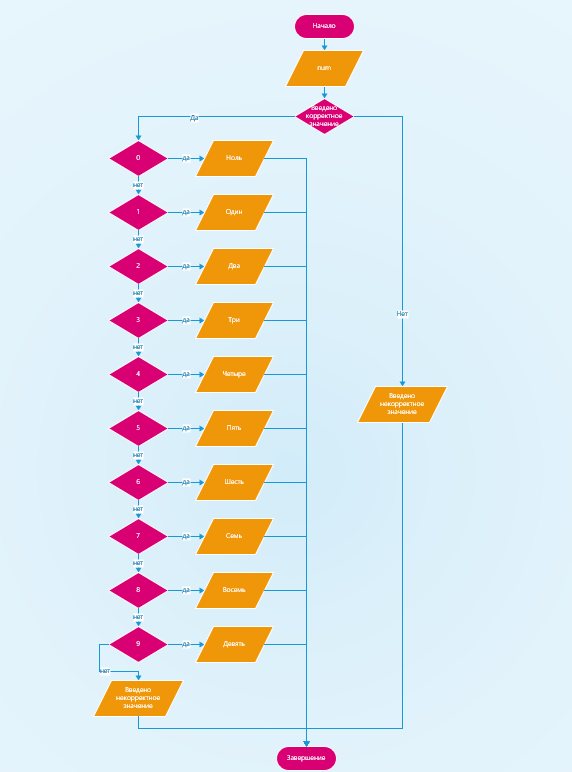 Начало
num
Введено
корректное
значение
Да
0
да
Ноль
нет
1
да
Один
нет
2
да
Два
нет
3
да
Три
Нет
нет
4
да
Четыре
нет
Введено
некорректное
значение
5
да
Пять
нет
6
да
Шесть
нет
7
да
Семь
нет
8
да
Восемь
нет
9
да
Девять
нет
Введено
некорректное
значение
Завершение